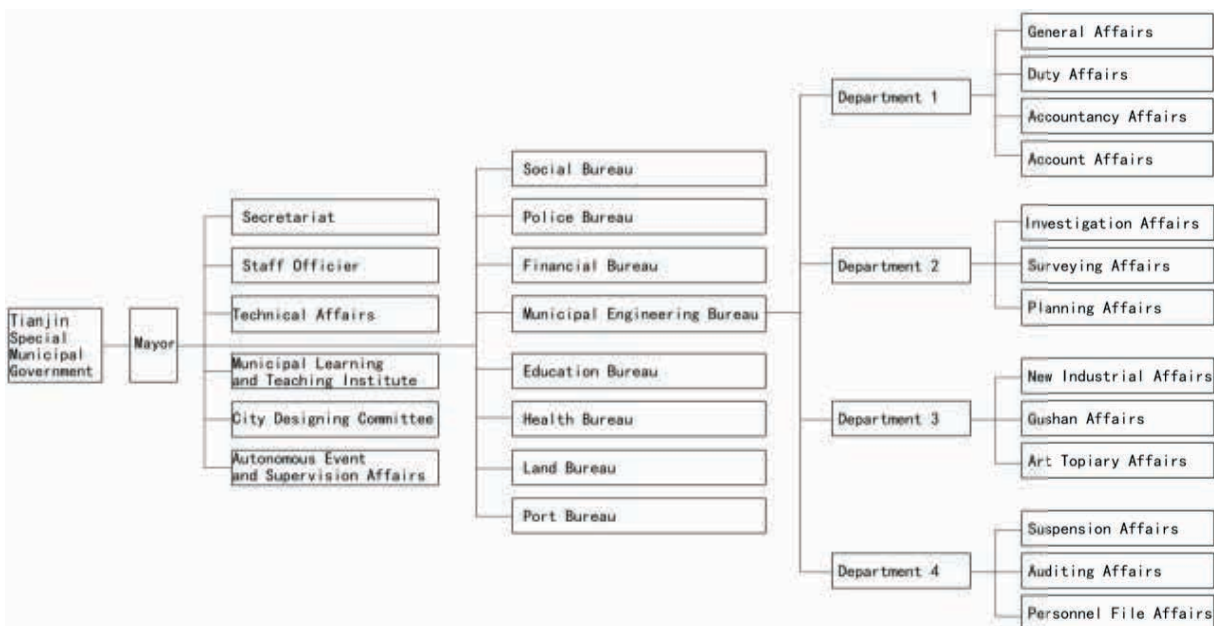 Tianjin
Special
Municipal
Government
Mayor
Secretariat
Staff Officier
Technical Affairs
Municipal Learning
and Teaching Institute
City Designing Committee
Autonomous Event
and Supervision Affairs
Social Bureau
Police Bureau
Financial Bureau
Municipal Engineering Bureau
Education Bureau
Health Bureau
Land Bureau
Port Bureau
Department 1
Department 2
Department 3
Department 4
General Affairs
Duty Affairs
Accountancy Affairs
Account Affairs
Investigation Affairs
Surveying Affairs
Planning Affairs
New Industrial Affairs
Gushan Affairs
Art Topiary Affairs
Suspension Affairs
Auditing Affairs
Personnel File Affairs